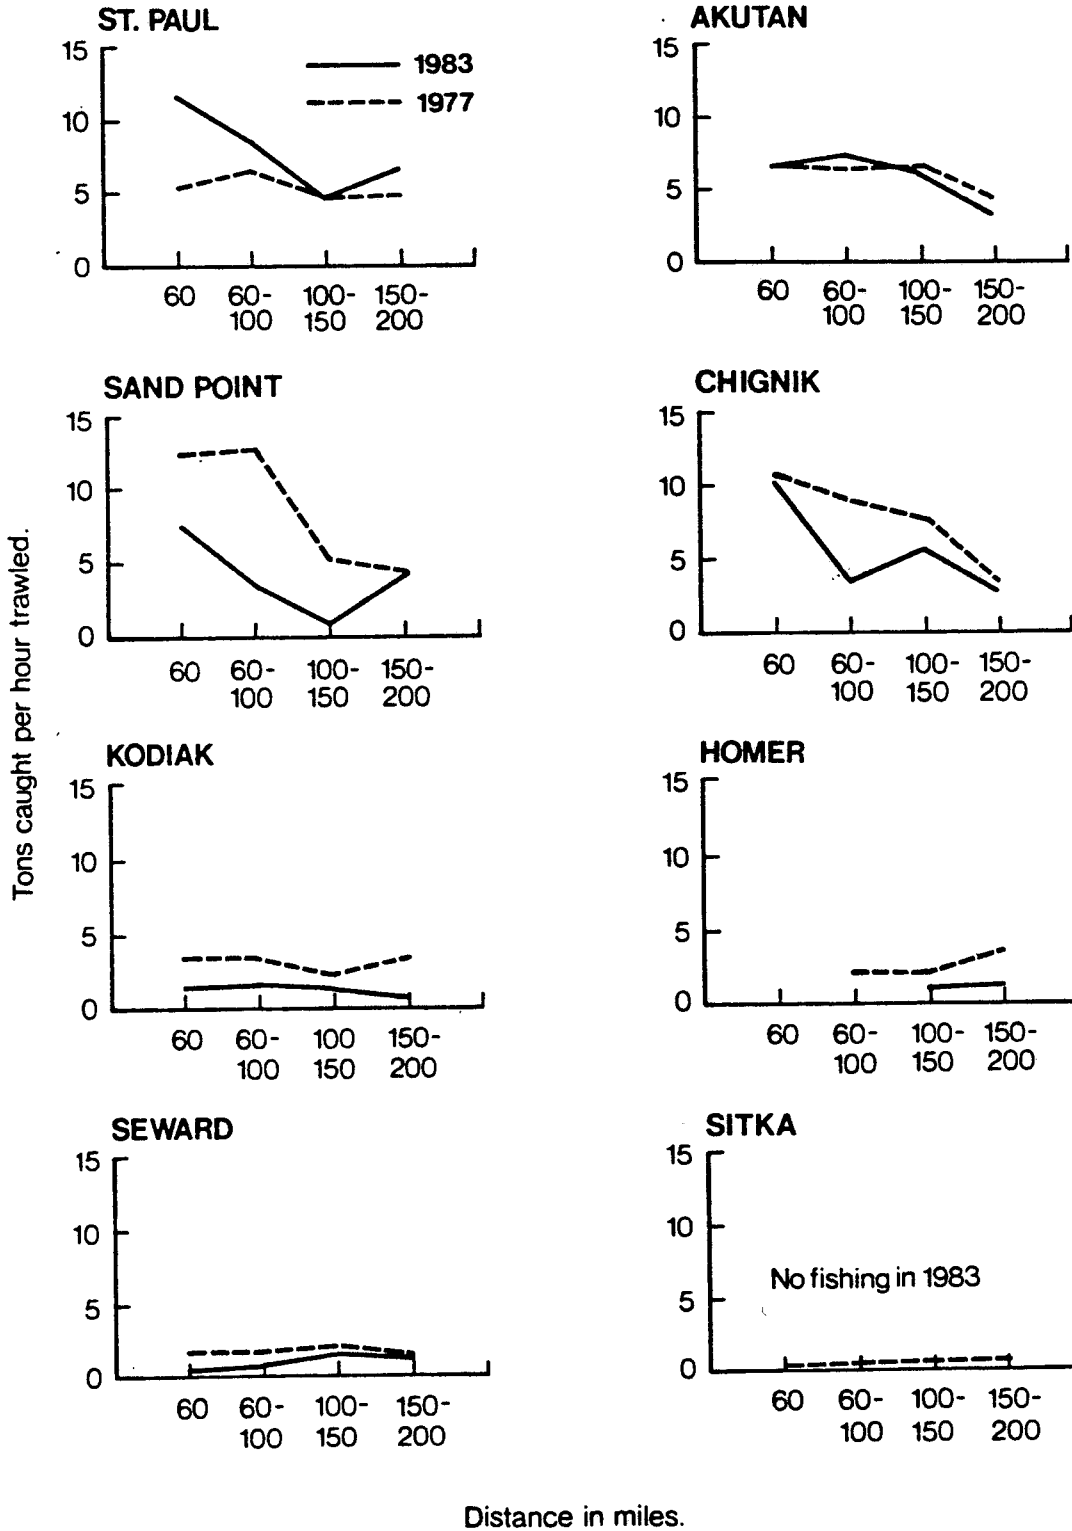 ST. PAUL
15
10
5
0
1983
1977
60 60- 100- 150-
100 150 200
AKUTAN
15
10
5
0
60 60- 100- 150-
100 150 200
SAND POINT
15
10
5
0
60 60- 100- 150-
100 150 200
CHIGNIK
15
10
5
0
60 60- 100- 150-
100 150 200
Tons caught per hour trawled.
KODIAK
15
10
5
0
60 60- 100 150-
100 150 200
HOMER
15
10
5
0
60 60- 100- 150-
100 150 200
SEWARD
15
10
5
0
60 60- 100- 150-
100 150 200
SITKA
15
10
5
0
No fishing in 1983
60 60- 100- 150-
100 150 200
Distance in miles.